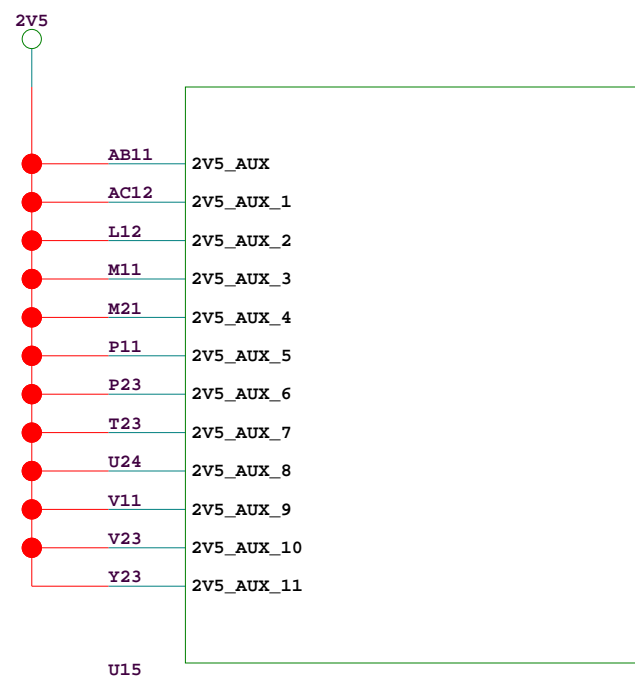 2V5
AB11 2V5_AUX
AC12 2V5_AUX_1
L12 2V5_AUX_2
M11 2V5_AUX_3
M21 2V5_AUX_4
P11 2V5_AUX_5
P23 2V5_AUX_6
T23 2V5_AUX_7
U24 2V5_AUX_8
V11 2V5_AUX_9
V23 2V5_AUX_10
Y23 2V5_AUX_11
U15